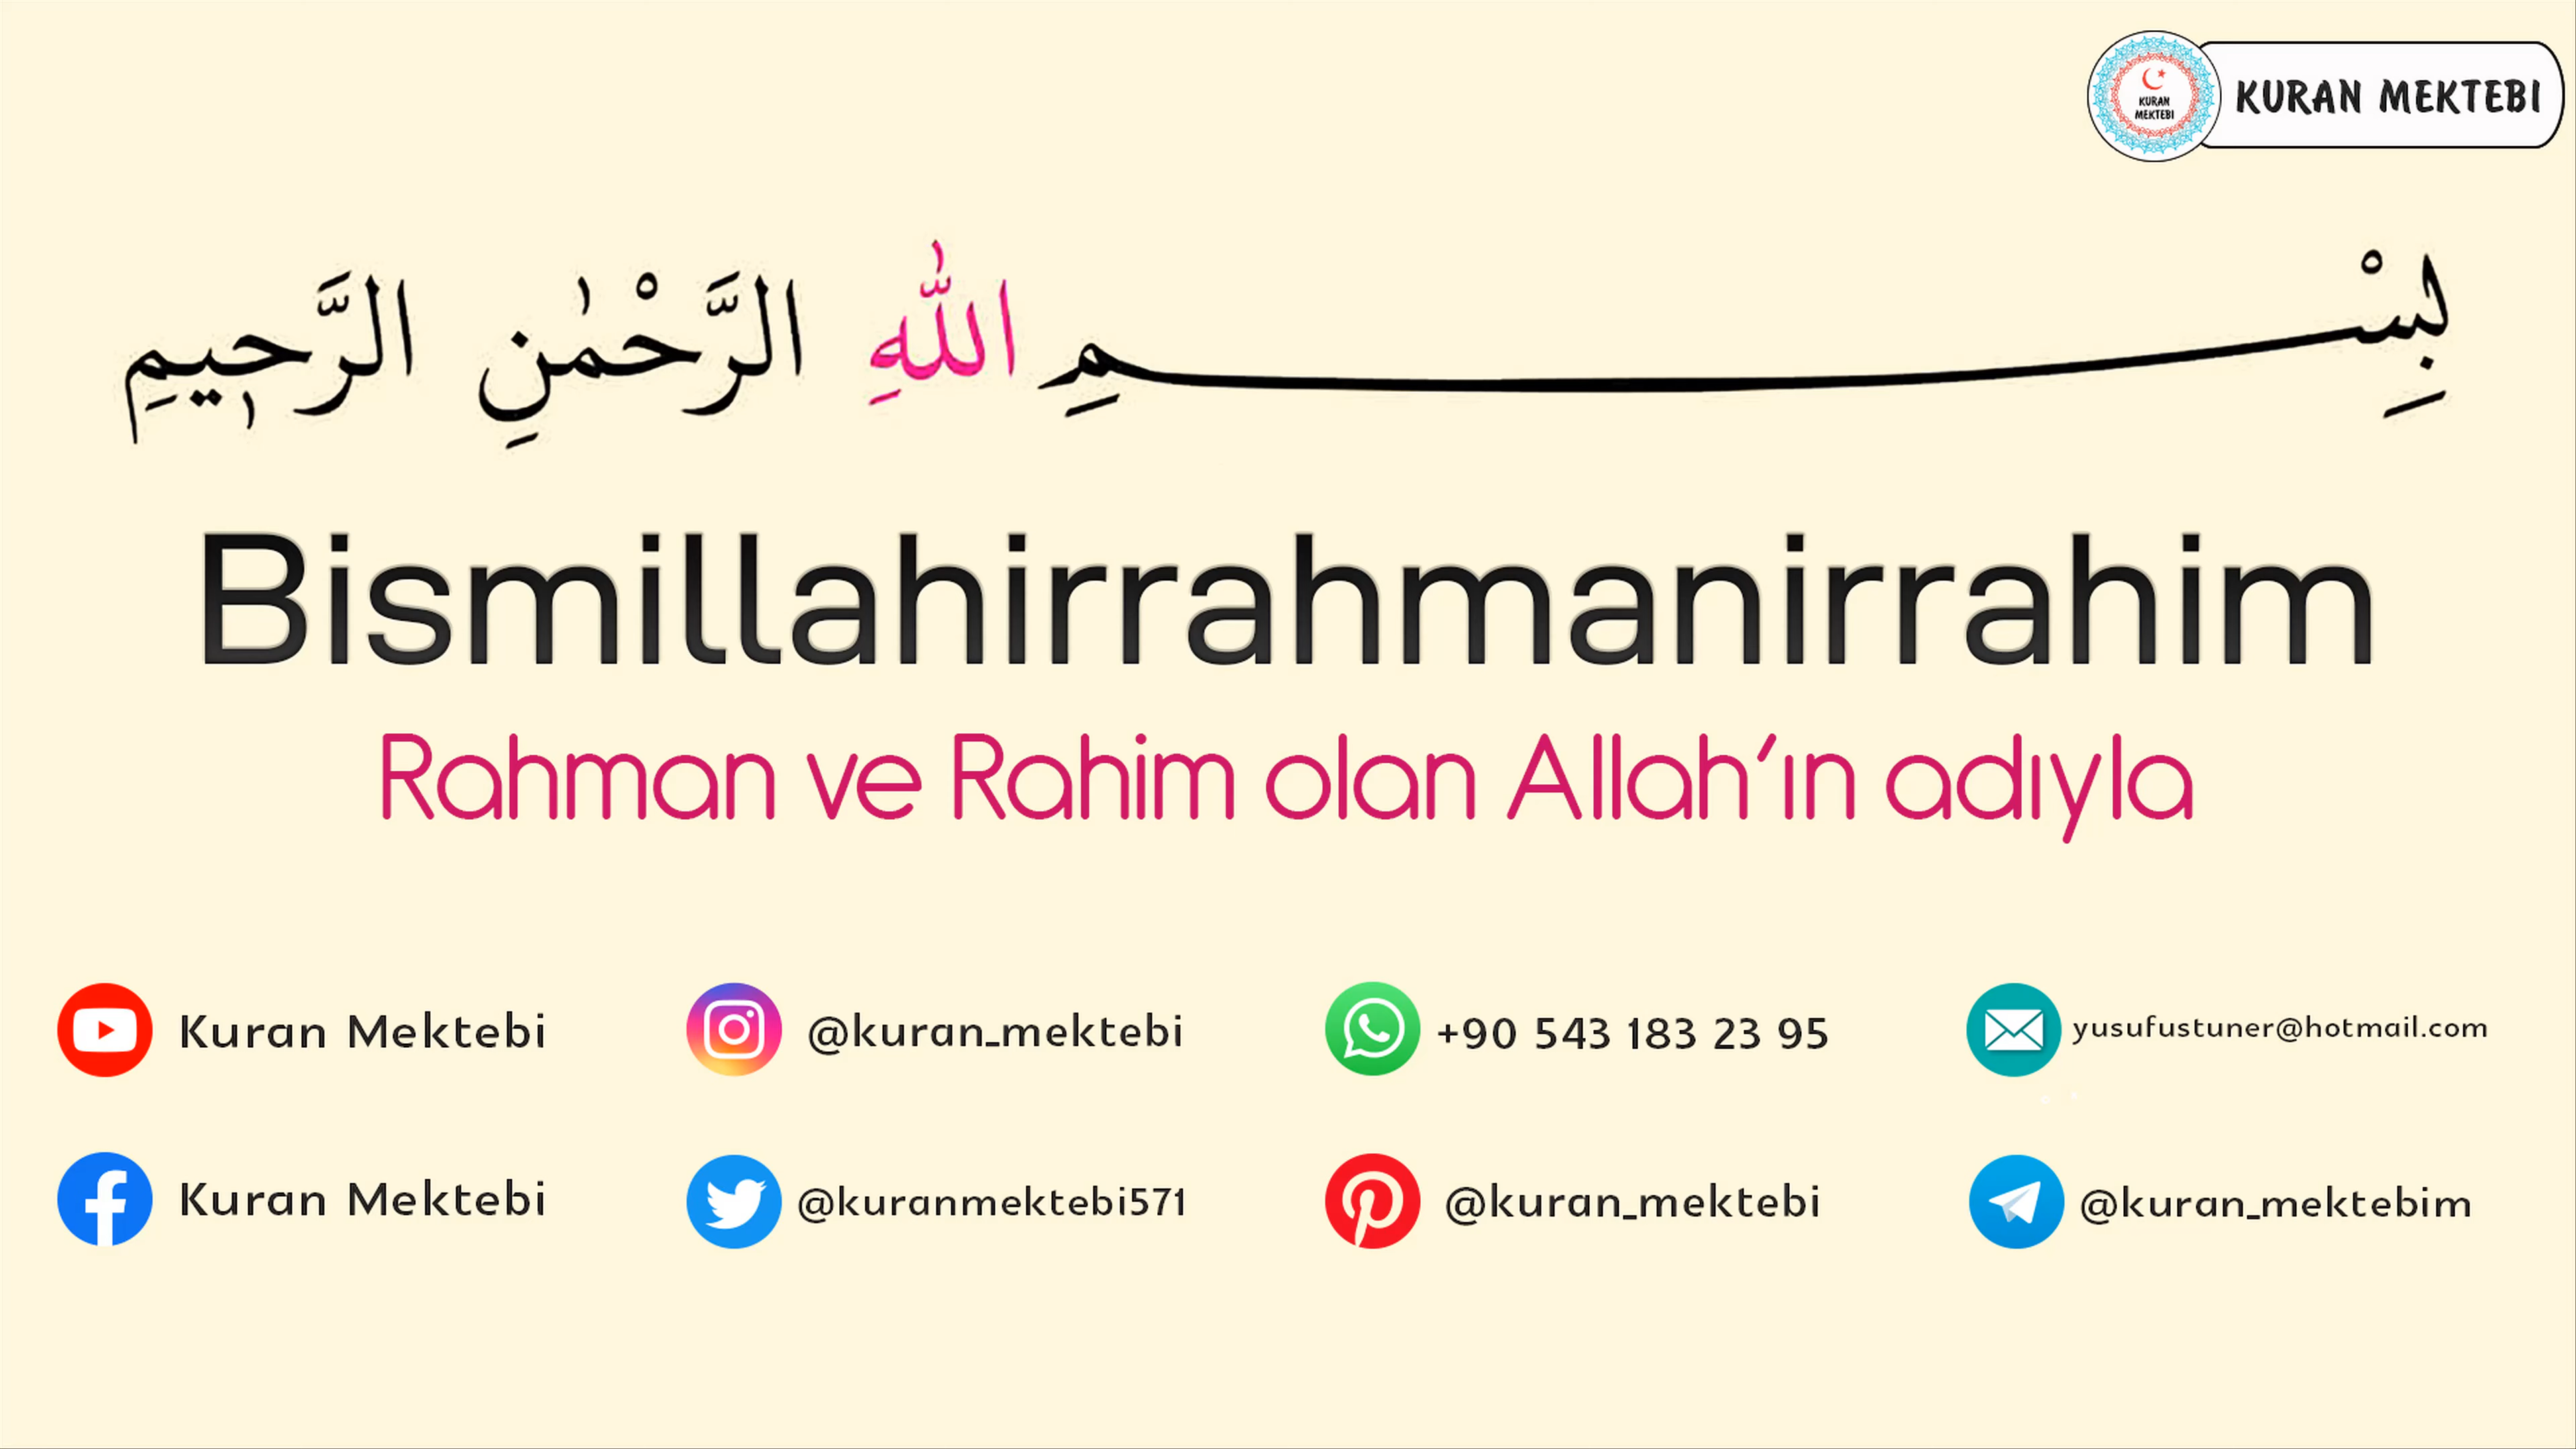 KURAN MEKTEBI
KURAN
MEKTEBI
بِسْــــــمِ اللّٰهِ الرَّحْمٰنِ الرَّحٖيمِ
Bismillahirrahmanirrahim
Rahman ve Rahim olan Allah'ın adıyla
Kuran Mektebi @kuran_mektebi +90 543 183 23 95 yusufustuner@hotmail.com
Kuran Mektebi @kuranmektebi571 @kuran_mektebi @kuran_mektebim